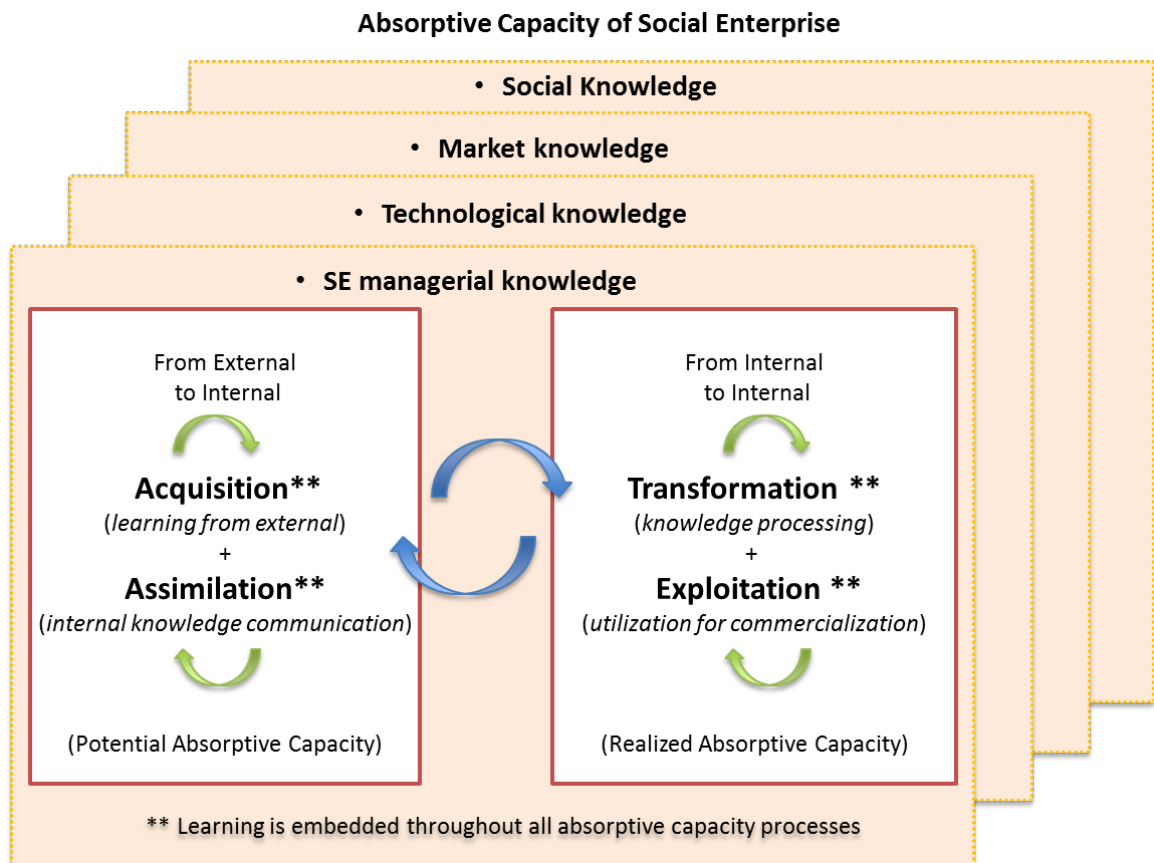 Absorptive Capacity of Social Enterprise
• Social Knowledge
• Market knowledge
• Technological knowledge
• SE managerial knowledge
From External
to Internal
Acquisition**
(learning from external)
+
Assimilation**
(internal knowledge communication)
(Potential Absorptive Capacity)
From Internal
to Internal
Transformation **
(knowledge processing)
+
Exploitation **
(utilization for commercialization)
(Realized Absorptive Capacity)
** Learning is embedded throughout all absorptive capacity processes